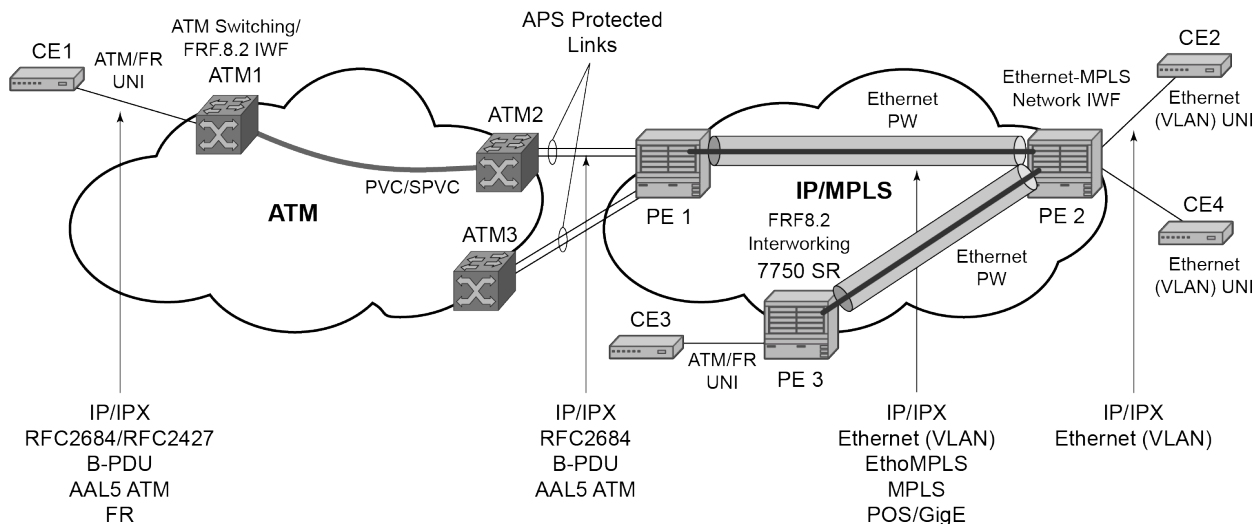 APS Protected
Links
ATM Switching/
FRF.8.2 IWF
CE1
ATM/FR
UNI
ATM1
ATM2
PVC/SPVC
ATM
ATM3
Ethernet
PW
PE 1
IP/MPLS
Ethernet-MPLS
Network IWF
CE2
Ethernet
(VLAN) UNI
PE 2
CE4
Ethernet
(VLAN) UNI
FRF8.2
Interworking
7750 SR
Ethernet
PW
CE3
ATM/FR
UNI
PE 3
IP/IPX
RFC2684/RFC2427
B-PDU
AAL5 ATM
FR
IP/IPX
RFC2684
B-PDU
AAL5 ATM
IP/IPX
Ethernet (VLAN)
EthoMPLS
MPLS
POS/GigE
IP/IPX
Ethernet (VLAN)